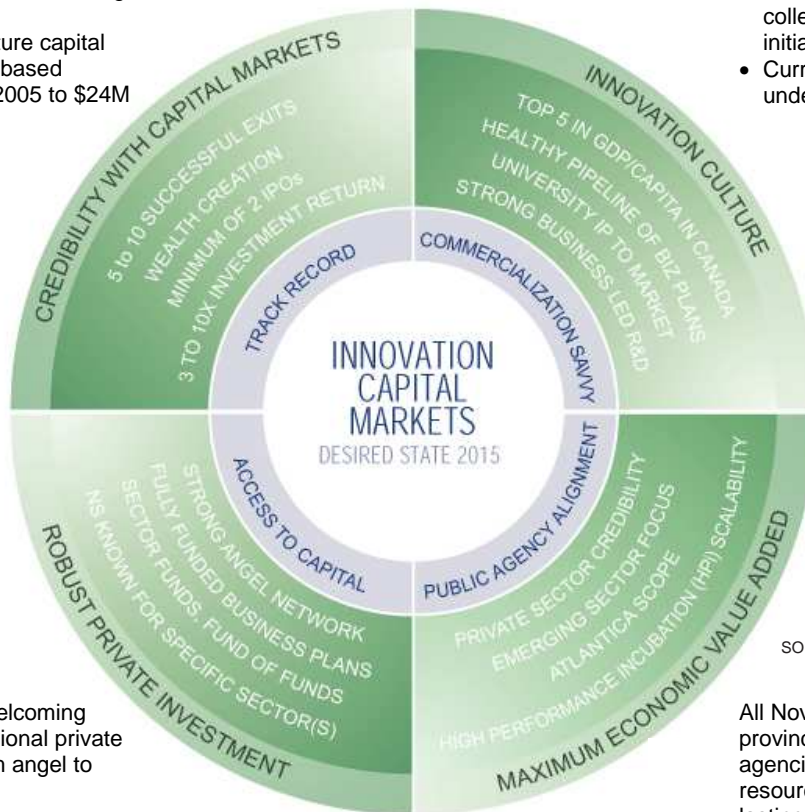 ture capital
based
2005 to $24M
colle
initia
• Curr
unde
CREDIBILITY WITH CAPITAL MARKETS
5 to 10 SUCCESSFUL EXITS
WEALTH CREATION
MINIMUM OF 2 IPOs
3 TO 10X INVESTMENT RETURN
TRACK RECORD
INNOVATION CULTURE
TOP 5 IN GDP/CAPITA IN CANADA
HEALTHY PIPELINE OF BIZ PLANS
UNIVERSITY IP TO MARKET
STRONG BUSINESS LED R&D
COMMERCIALIZATION SAVVY
INNOVATION
CAPITAL
MARKETS
DESIRED STATE 2015
ACCESS TO CAPITAL
STRONG ANGEL NETWORK
FULLY FUNDED BUSINESS PLANS
SECTOR FUNDS, FUND OF FUNDS
NS KNOWN FOR SPECIFIC SECTOR(S)
ROBUST PRIVATE INVESTMENT
PUBLIC AGENCY ALIGNMENT
PRIVATE SECTOR CREDIBILITY
EMERGING SECTOR FOCUS
ATLANTICA SCOPE
HIGH PERFORMANCE INCUBATION (HPI) SCALABILITY
MAXIMUM ECONOMIC VALUE ADDED
SO
elcoming
ional private
n angel to
All Nov
provinc
agenci
resour